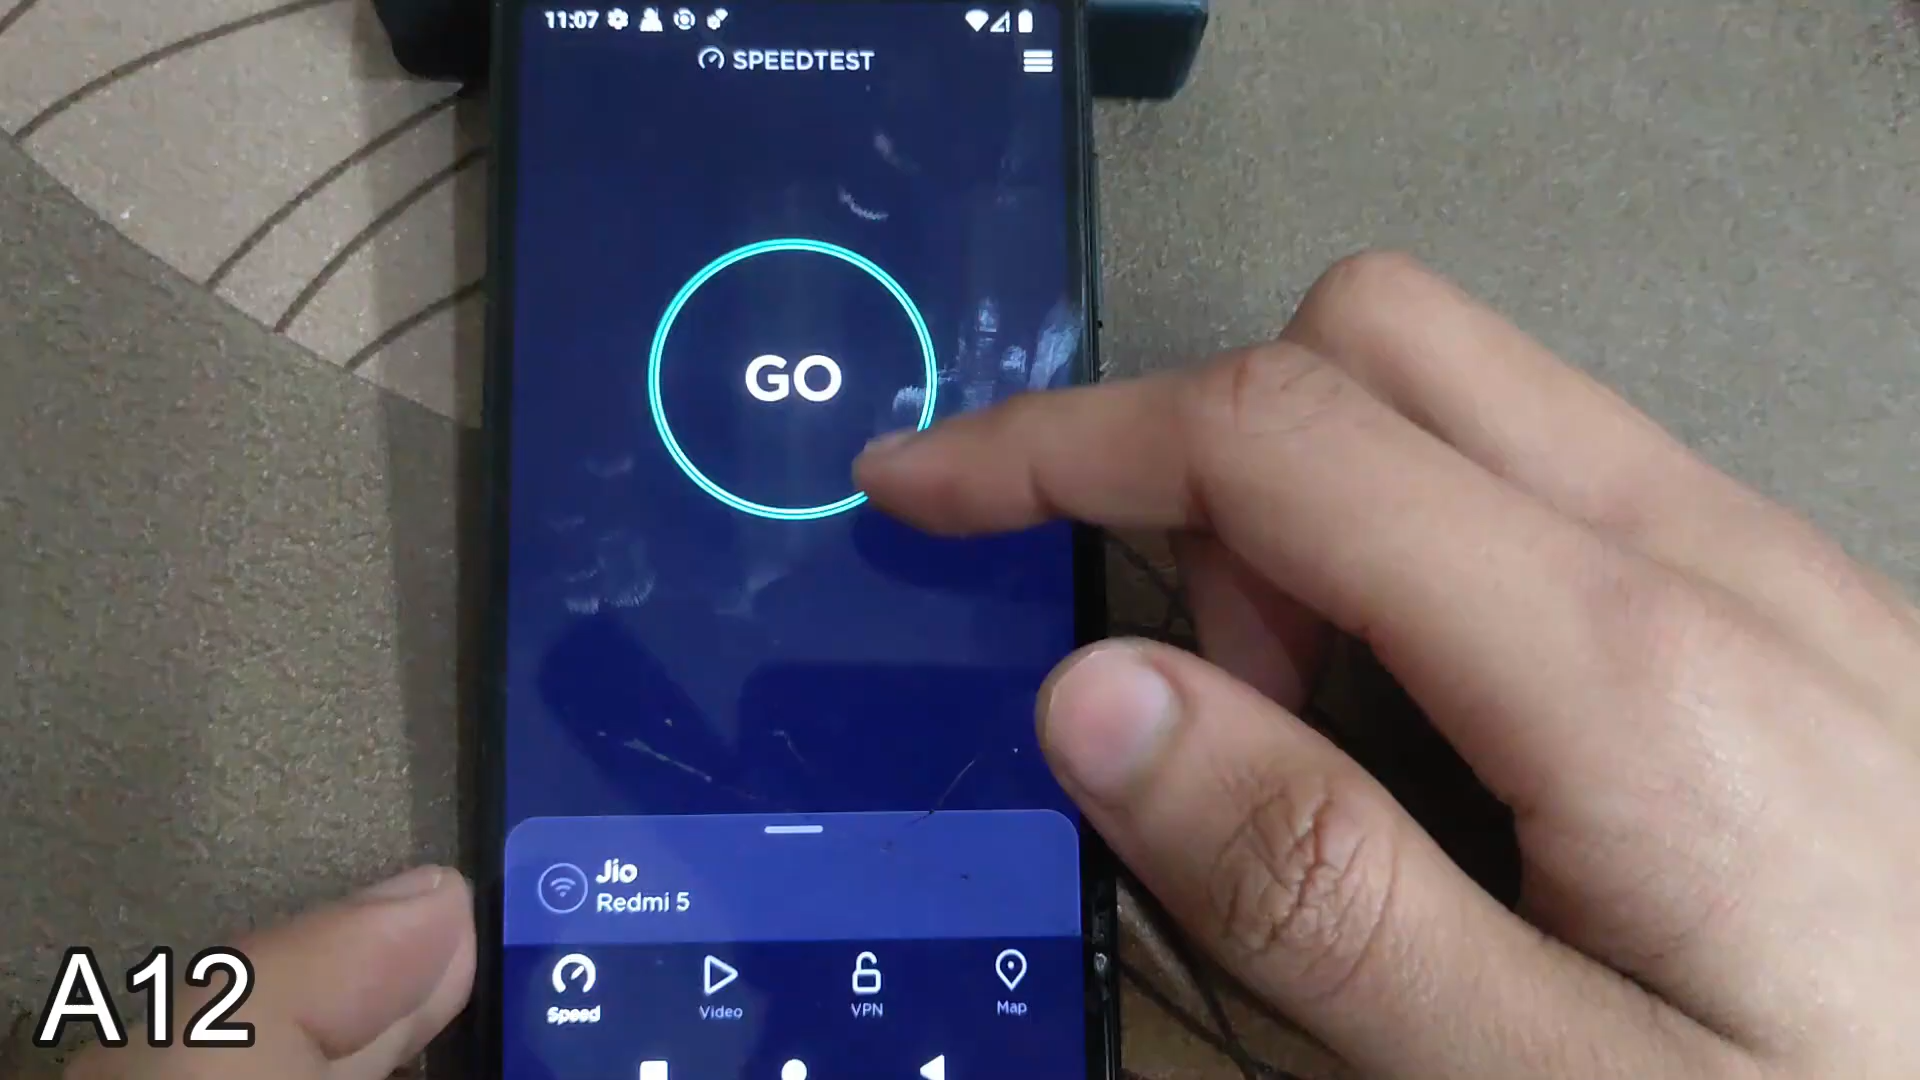 11:07
SPEEDTEST
GO
Jio
Redmi 5
Speed
Video
VPN
Map
A12